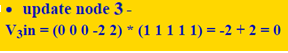 • update node 3 -
V3in = (0 0 0 -2 2) * (1 1 1 1 1) = -2 + 2 = 0